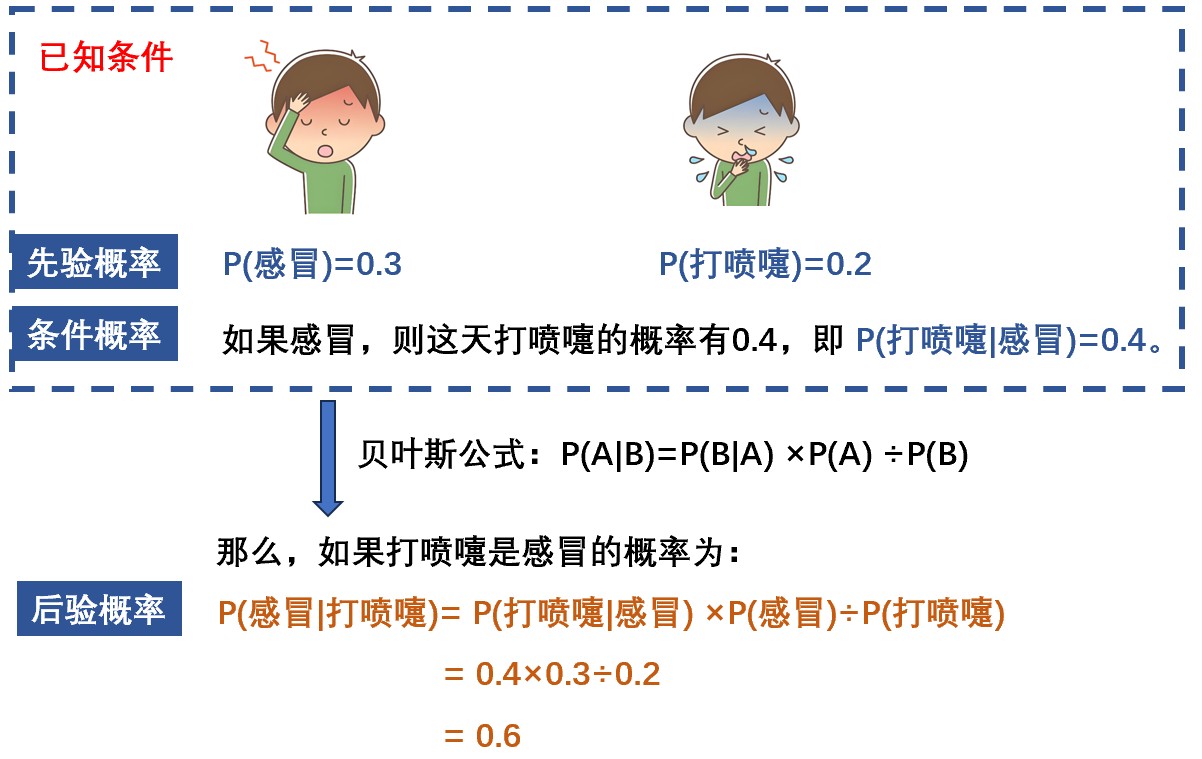 已知条件
先验概率 P(感冒)=0.3 P(打喷嚏)=0.2
条件概率 如果感冒，则这天打喷嚏的概率有0.4，即 P(打喷嚏|感冒)=0.4。
贝叶斯公式：P(A|B)=P(B|A) ×P(A) ÷P(B)
那么，如果打喷嚏是感冒的概率为：
后验概率 P(感冒|打喷嚏)= P(打喷嚏|感冒) ×P(感冒)÷P(打喷嚏)
= 0.4×0.3÷0.2
= 0.6